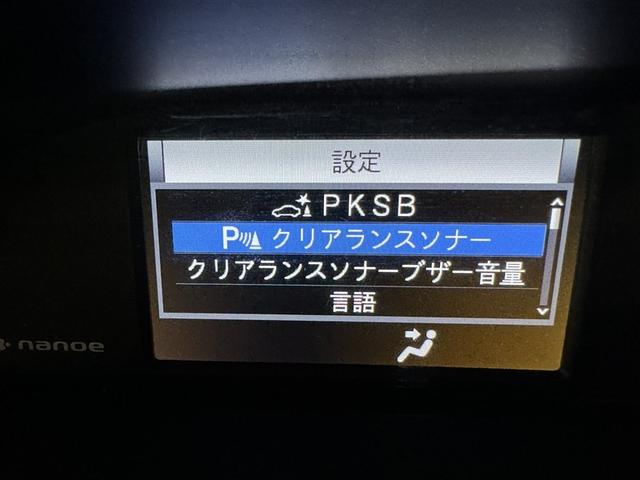 設定
PKSB
P クリアランスソナー
クリアランスソナーブザー音量
言語
nanoe